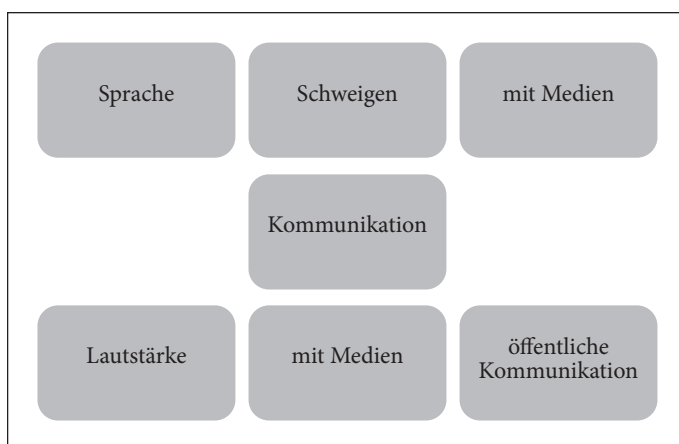 Sprache
Schweigen
mit Medien
Kommunikation
Lautstärke
mit Medien
öffentliche
Kommunikation